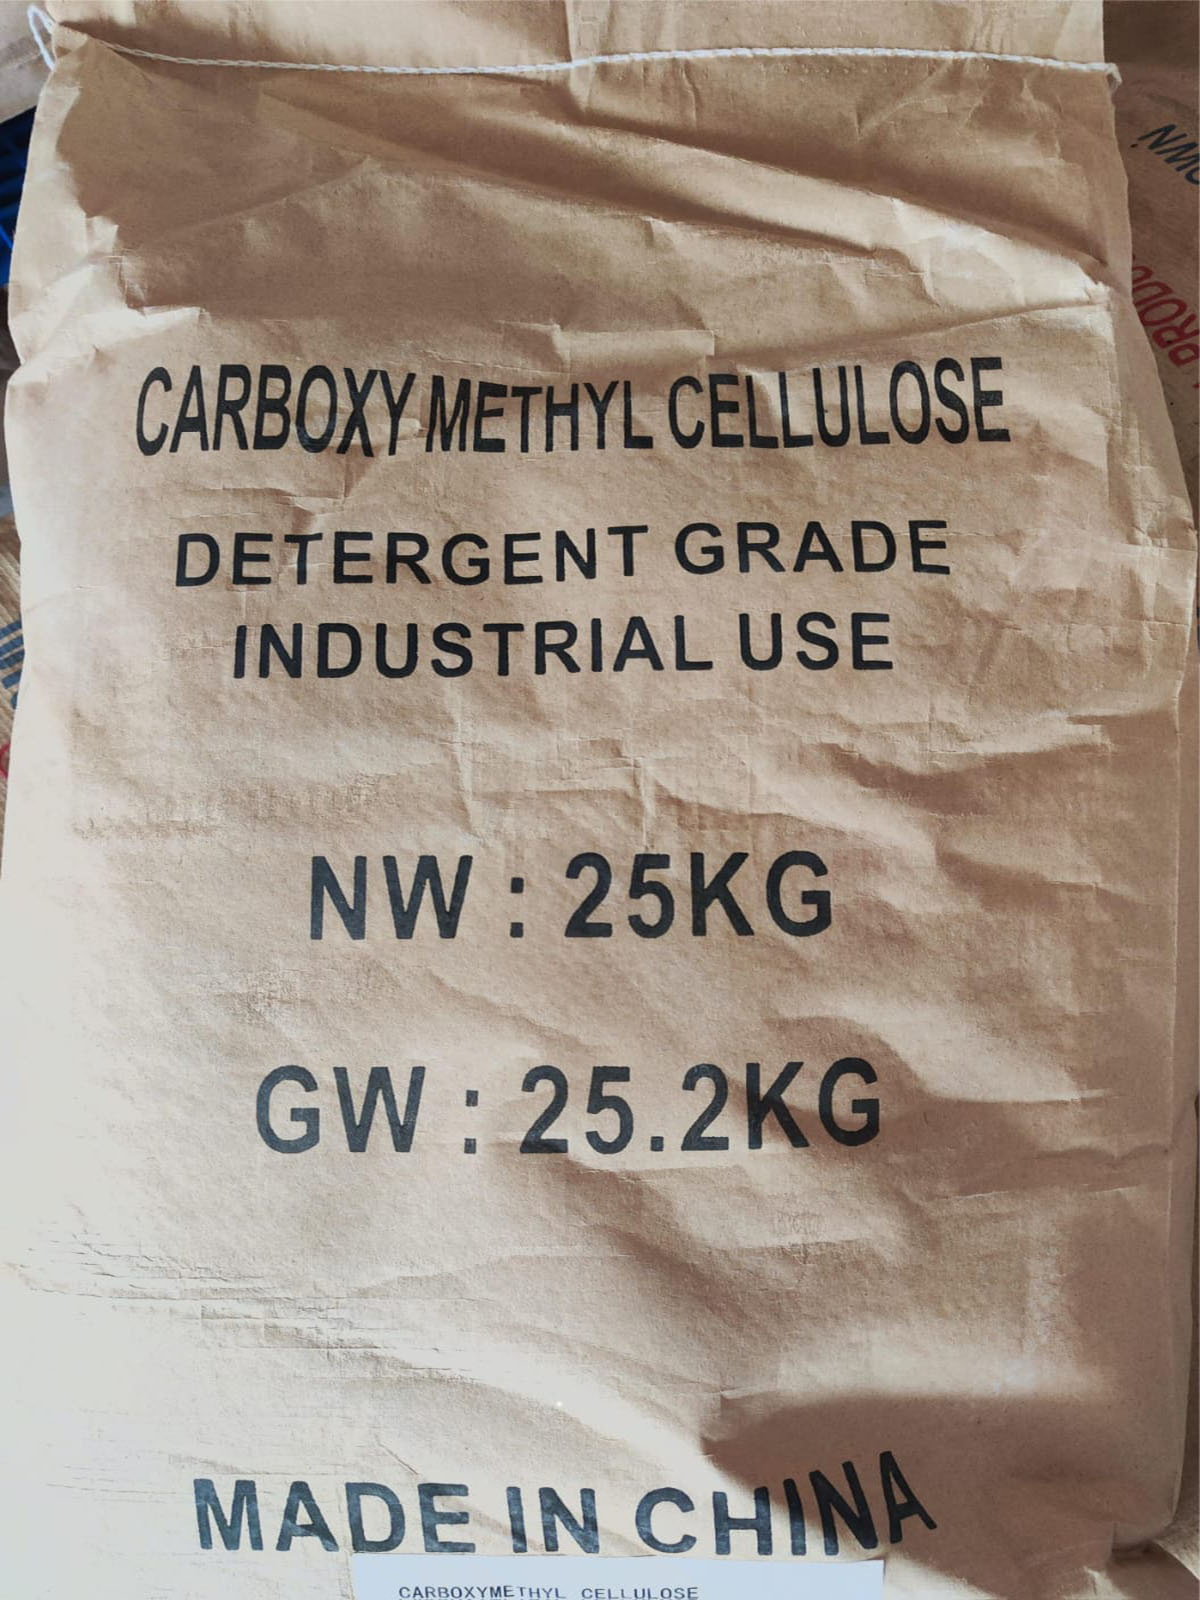 CARBOXY METHYL CELLULOSE
DETERGENT GRADE
INDUSTRIAL USE
NW : 25KG
GW : 25.2KG
MADE IN CHINA
CARBOXYMETHYL CELLULOSE